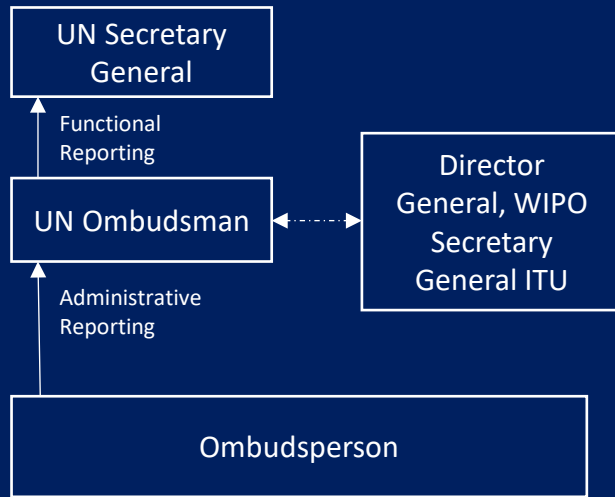 UN Secretary
General
Functional
Reporting
UN Ombudsman
Director
General, WIPO
Secretary
General ITU
Administrative
Reporting
Ombudsperson